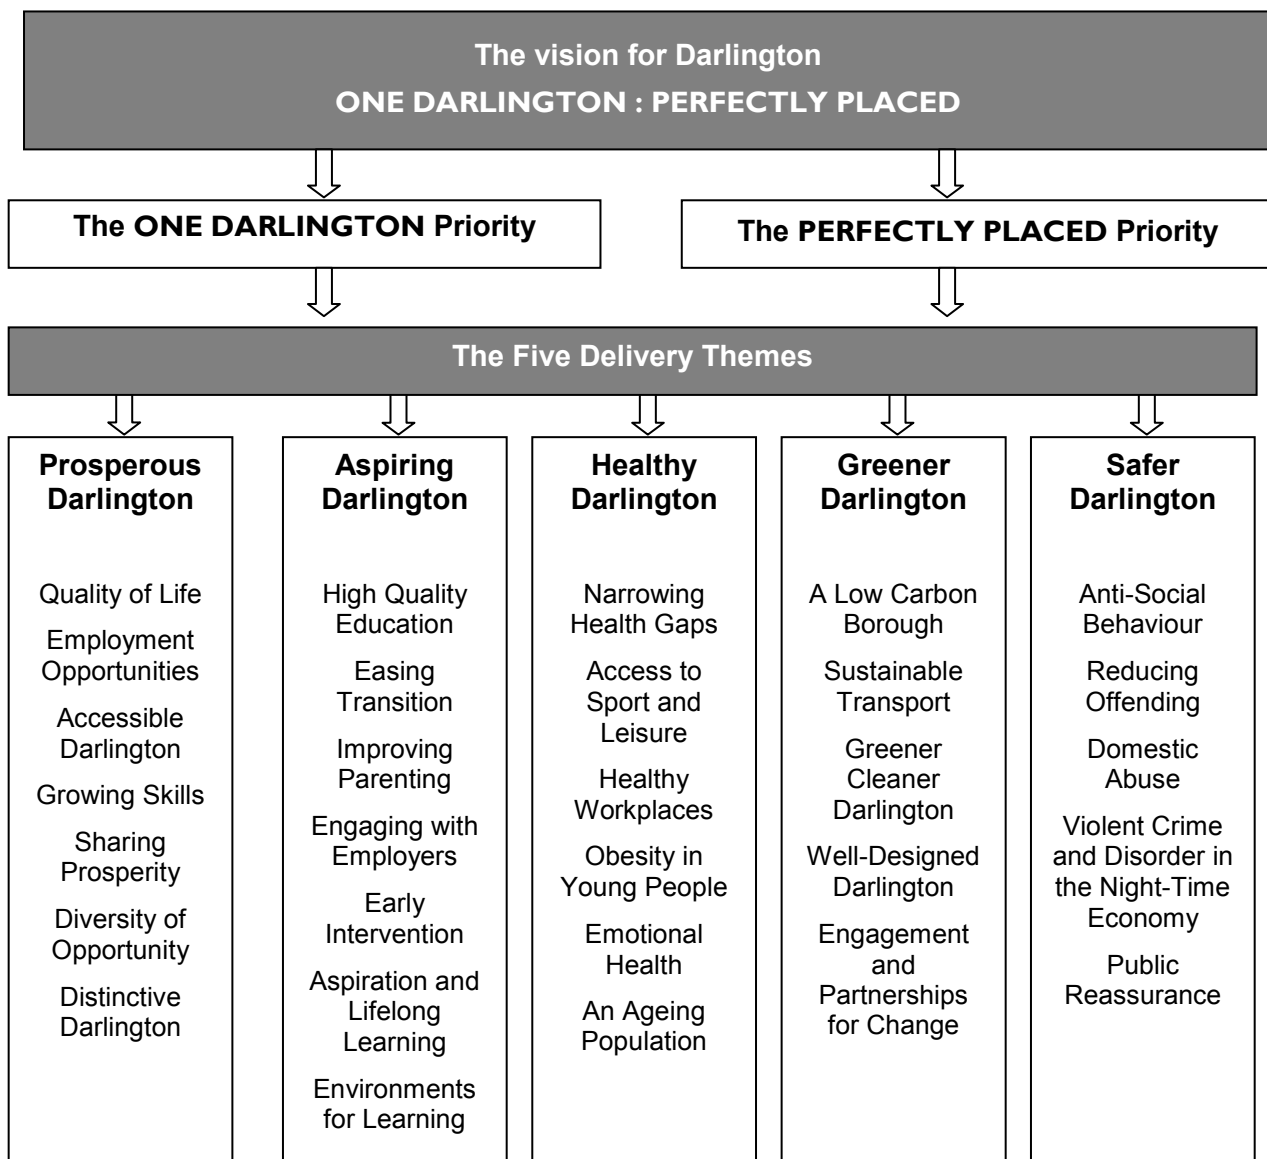 The vision for Darlington
ONE DARLINGTON : PERFECTLY PLACED
The ONE DARLINGTON Priority
The PERFECTLY PLACED Priority
The Five Delivery Themes
Prosperous
Darlington
Quality of Life
Employment
Opportunities
Accessible
Darlington
Growing Skills
Sharing
Prosperity
Diversity of
Opportunity
Distinctive
Darlington
Aspiring
Darlington
High Quality
Education
Easing
Transition
Improving
Parenting
Engaging with
Employers
Early
Intervention
Aspiration and
Lifelong
Learning
Environments
for Learning
Healthy
Darlington
Narrowing
Health Gaps
Access to
Sport and
Leisure
Healthy
Workplaces
Obesity in
Young People
Emotional
Health
An Ageing
Population
Greener
Darlington
A Low Carbon
Borough
Sustainable
Transport
Greener
Cleaner
Darlington
Well-Designed
Darlington
Engagement
and
Partnerships
for Change
Safer
Darlington
Anti-Social
Behaviour
Reducing
Offending
Domestic
Abuse
Violent Crime
and Disorder in
the Night-Time
Economy
Public
Reassurance